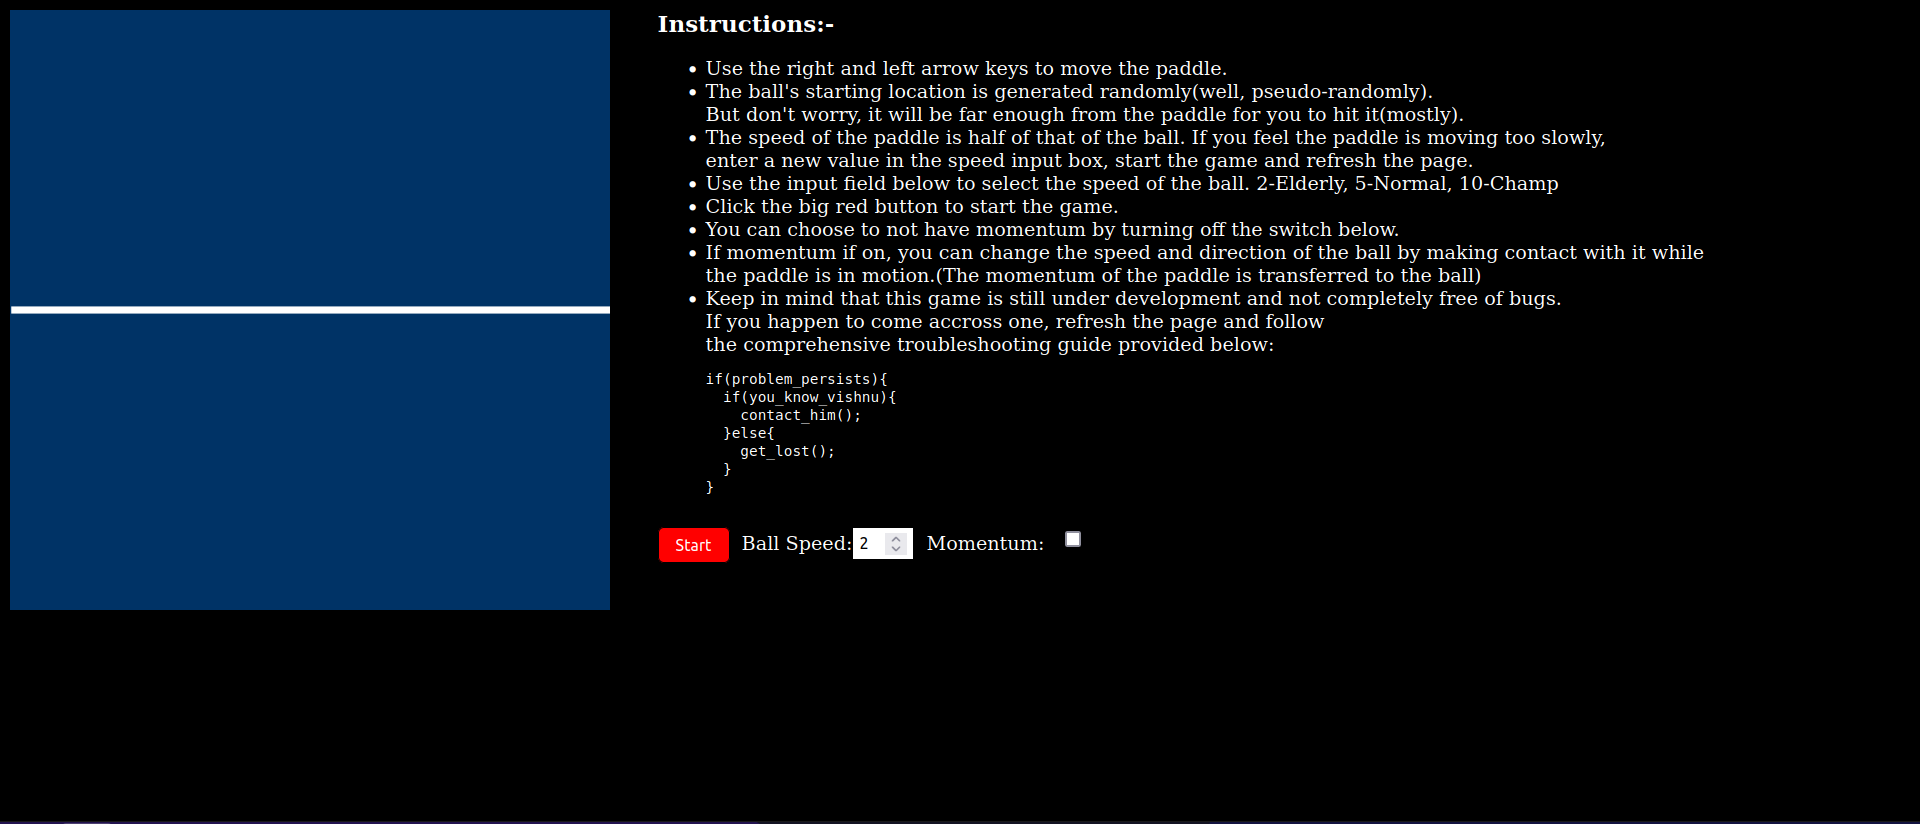 Instructions:-
• Use the right and left arrow keys to move the paddle.
• The ball's starting location is generated randomly(well, pseudo-randomly).
But don't worry, it will be far enough from the paddle for you to hit it(mostly).
• The speed of the paddle is half of that of the ball. If you feel the paddle is moving too slowly,
enter a new value in the speed input box, start the game and refresh the page.
• Use the input field below to select the speed of the ball. 2-Elderly, 5-Normal, 10-Champ
• Click the big red button to start the game.
• You can choose to not have momentum by turning off the switch below.
• If momentum if on, you can change the speed and direction of the ball by making contact with it while
the paddle is in motion.(The momentum of the paddle is transferred to the ball)
• Keep in mind that this game is still under development and not completely free of bugs.
If you happen to come accross one, refresh the page and follow
the comprehensive troubleshooting guide provided below:
if(problem_persists){
  if(you_know_vishnu){
    contact_him();
  }else{
    get_lost();
  }
}
Start Ball Speed: 2 Momentum: